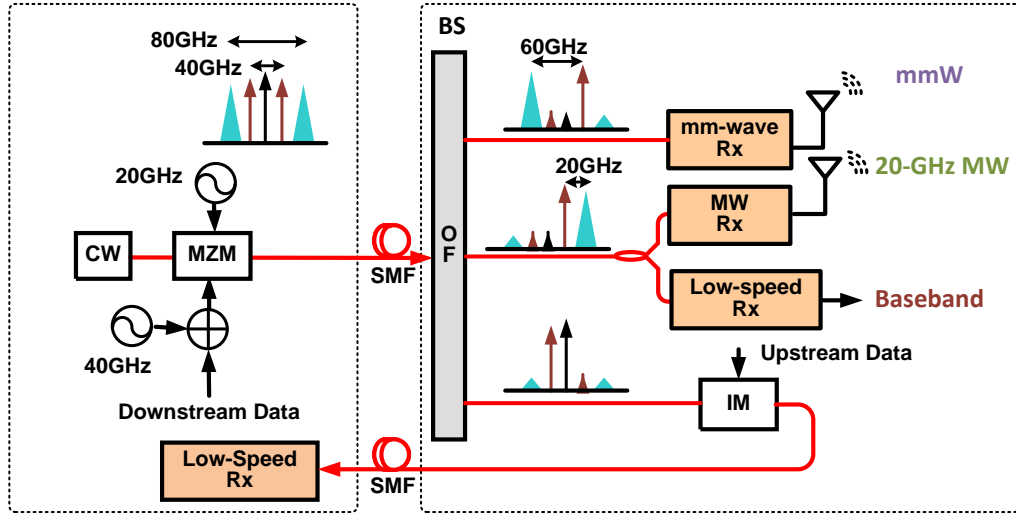 BS
80GHz
40GHz
60GHz
mmW
mm-wave
Rx
20GHz
20GHz
20-GHz MW
MW
Rx
CW
MZM
SMF
O
F
Low-speed
Rx
Baseband
40GHz
Upstream Data
Downstream Data
IM
Low-Speed
Rx
SMF